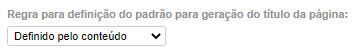 Regra para definição do padrão para geração do título da página:
Definido pelo conteúdo